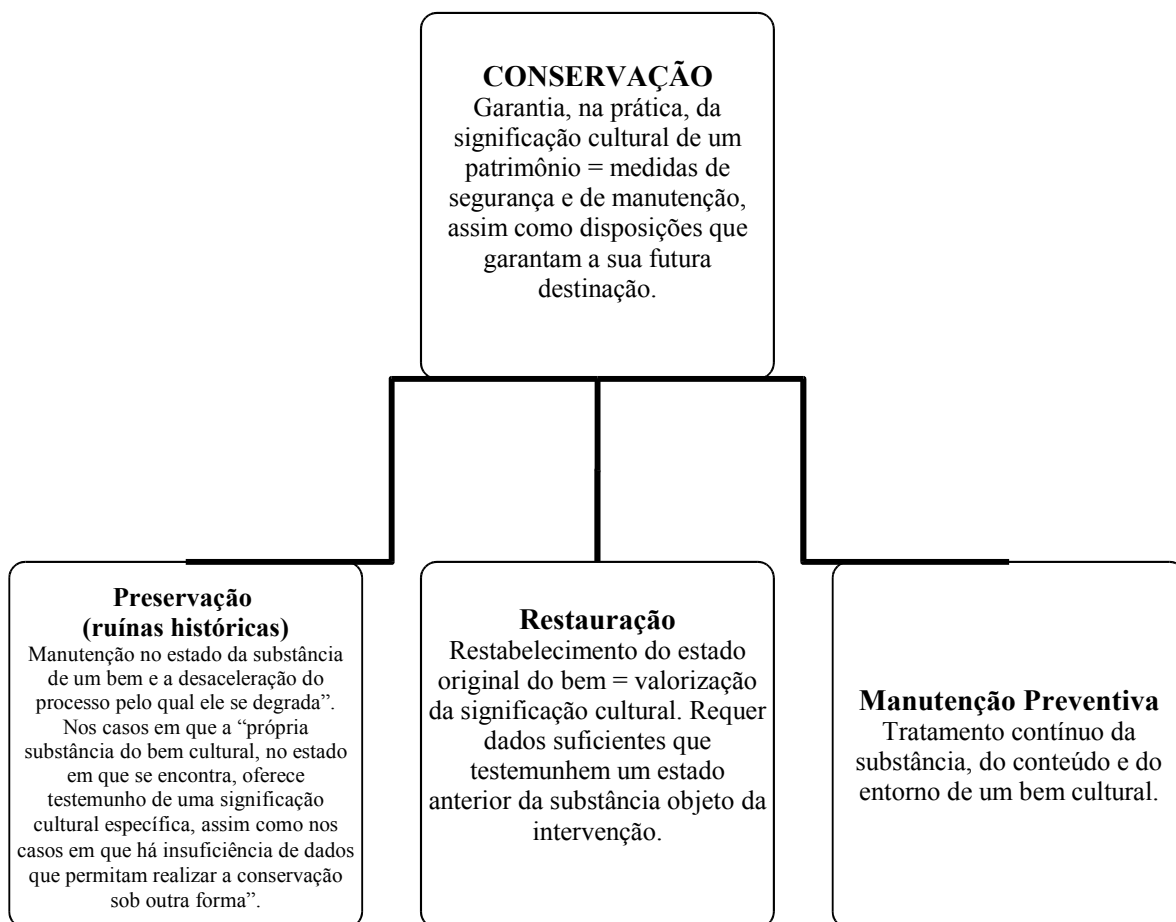 CONSERVAÇÃO
Garantia, na prática, da
significação cultural de um
patrimônio = medidas de
segurança e de manutenção,
assim como disposições que
garantam a sua futura
destinação.
Preservação
(ruínas históricas)
Manutenção no estado da substância
de um bem e a desaceleração do
processo pelo qual ele se degrada”.
Nos casos em que a “própria
substância do bem cultural, no estado
em que se encontra, oferece
testemunho de uma significação
cultural específica, assim como nos
casos em que há insuficiência de dados
que permitam realizar a conservação
sob outra forma”.
Restauração
Restabelecimento do estado
original do bem = valorização
da significação cultural. Requer
dados suficientes que
testemunhem um estado
anterior da substância objeto da
intervenção.
Manutenção Preventiva
Tratamento contínuo da
substância, do conteúdo e do
entorno de um bem cultural.